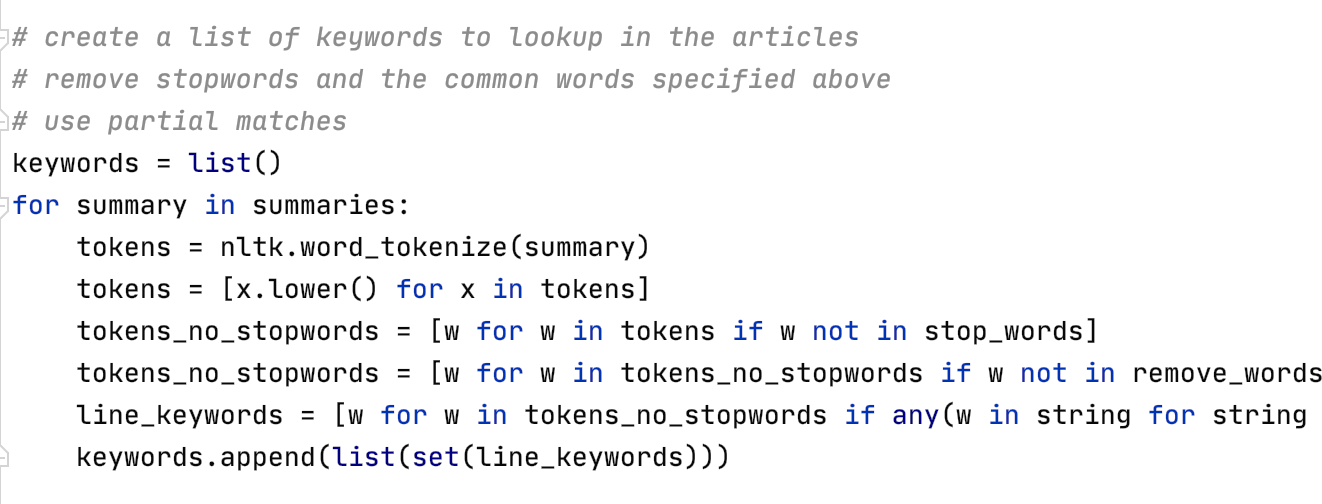 # create a list of keywords to lookup in the articles
# remove stopwords and the common words specified above
# use partial matches
keywords = list()
for summary in summaries:
    tokens = nltk.word_tokenize(summary)
    tokens = [x.lower() for x in tokens]
    tokens_no_stopwords = [w for w in tokens if w not in stop_words]
    tokens_no_stopwords = [w for w in tokens_no_stopwords if w not in remove_words
    line_keywords = [w for w in tokens_no_stopwords if any(w in string for string
    keywords.append(list(set(line_keywords)))